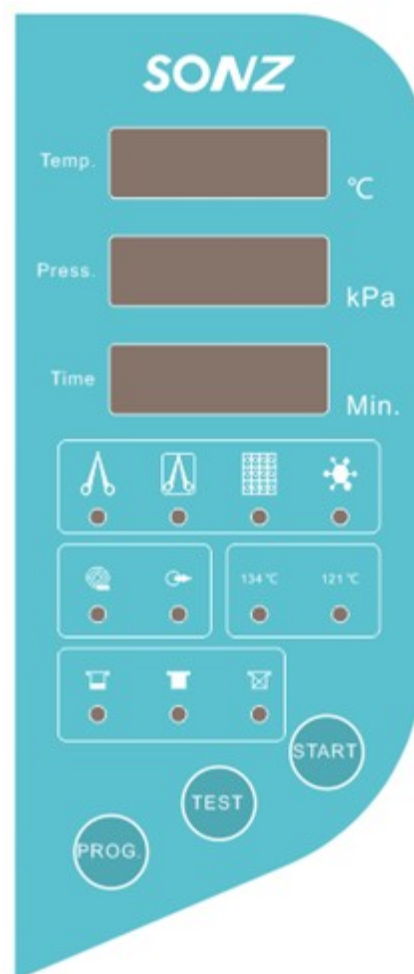 SONZ
Temp.
°C
Press.
kPa
Time
Min.
134 °C 121 °C
START
TEST
PROG.